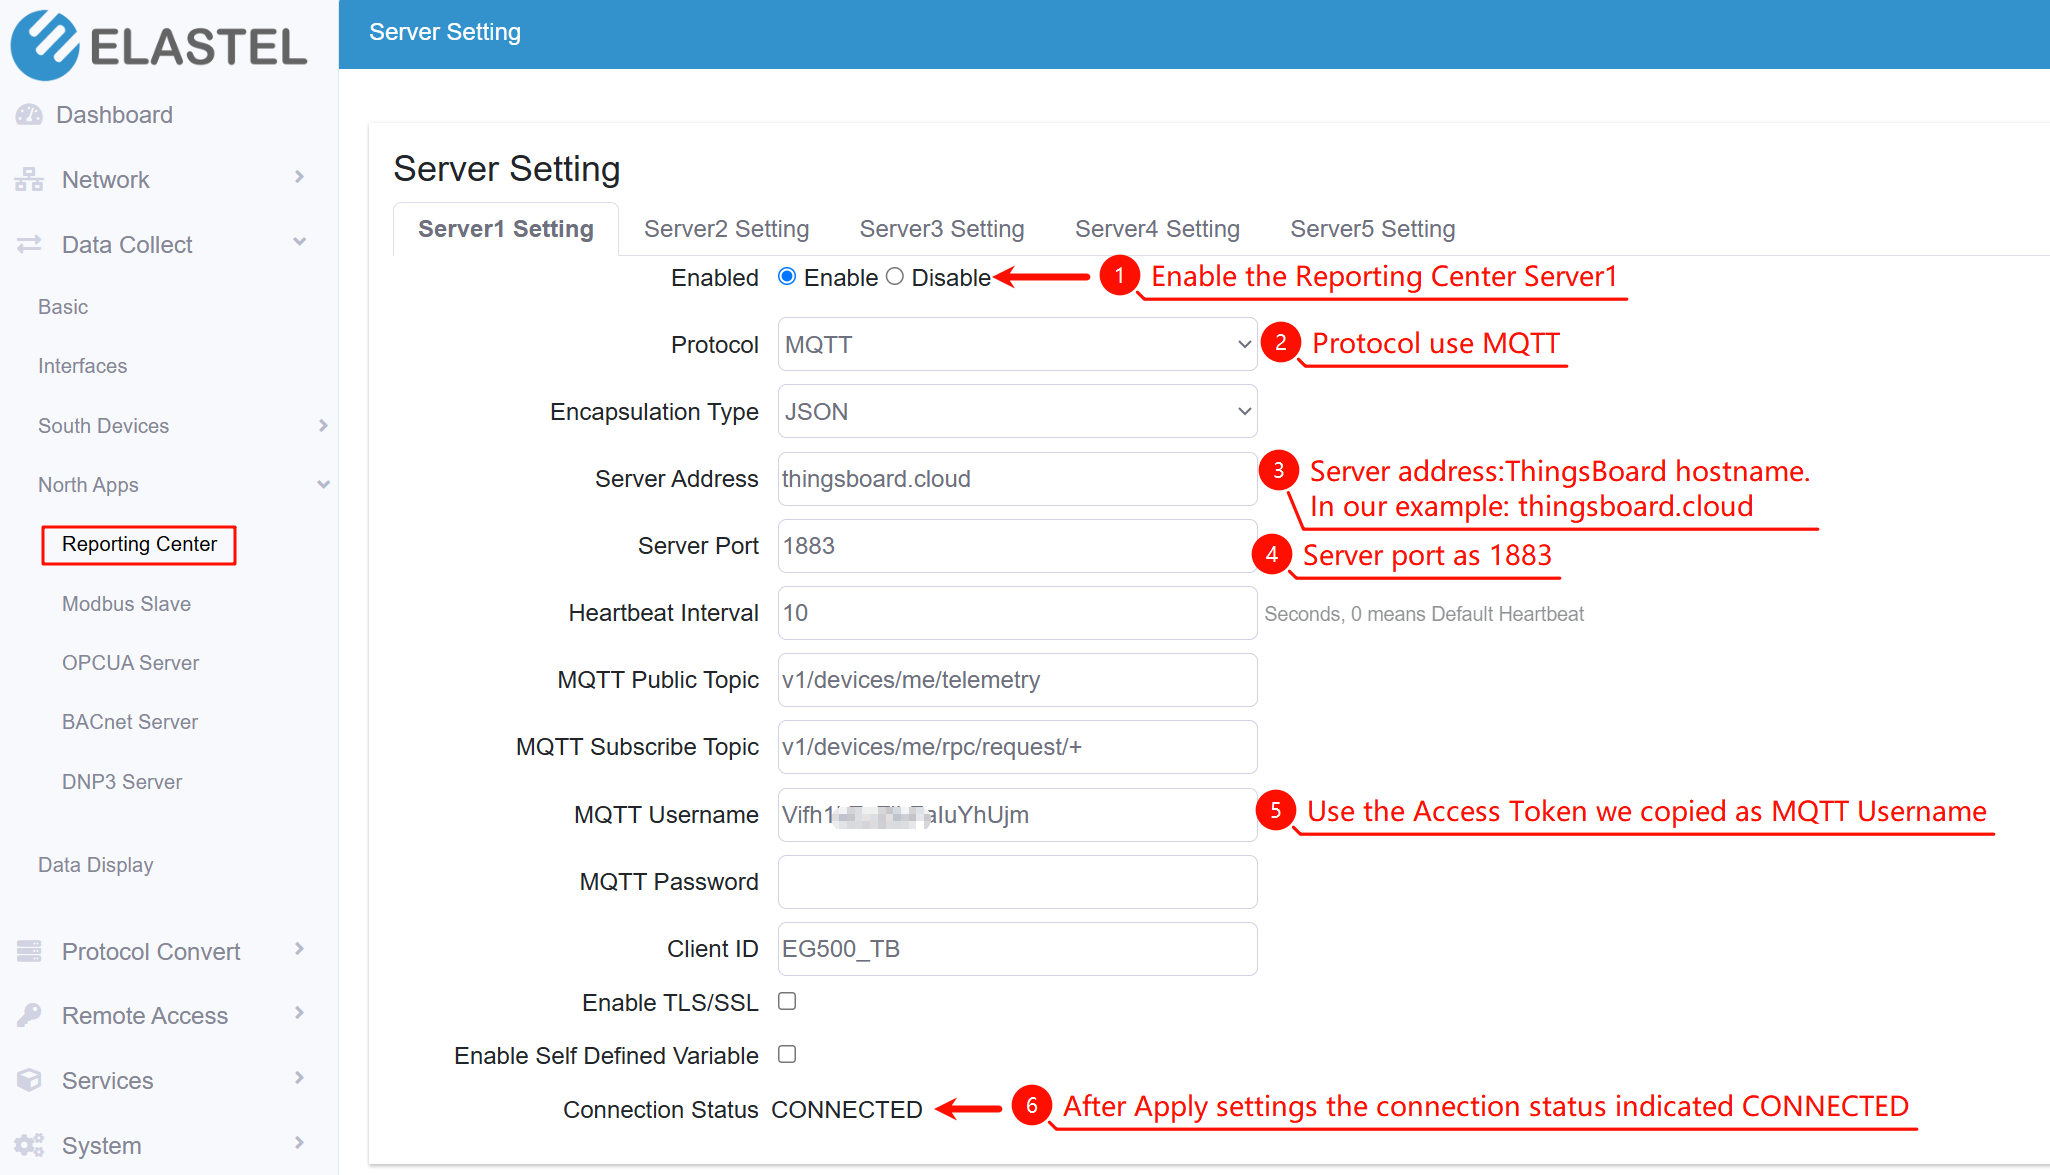 ELASTEL
Server Setting
Dashboard
Network
Data Collect
Basic
Interfaces
South Devices
North Apps
Reporting Center
Modbus Slave
OPCUA Server
BACnet Server
DNP3 Server
Data Display
Protocol Convert
Remote Access
Services
System
Server Setting
Server1 Setting Server2 Setting Server3 Setting Server4 Setting Server5 Setting
Enabled Enable Disable 1 Enable the Reporting Center Server1
Protocol MQTT 2 Protocol use MQTT
Encapsulation Type JSON
Server Address thingsboard.cloud 3 Server address:ThingsBoard hostname.
In our example: thingsboard.cloud
Server Port 1883 4 Server port as 1883
Heartbeat Interval 10 Seconds, 0 means Default Heartbeat
MQTT Public Topic v1/devices/me/telemetry
MQTT Subscribe Topic v1/devices/me/rpc/request/+
MQTT Username 5 Use the Access Token we copied as MQTT Username
MQTT Password
Client ID EG500_TB
Enable TLS/SSL
Enable Self Defined Variable
Connection Status CONNECTED 6 After Apply settings the connection status indicated CONNECTED